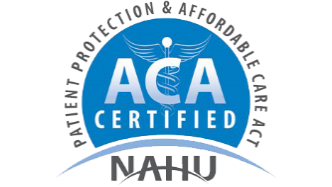 PATIENT PROTECTION & AFFORDABLE CARE ACT
ACA
CERTIFIED
NAHU